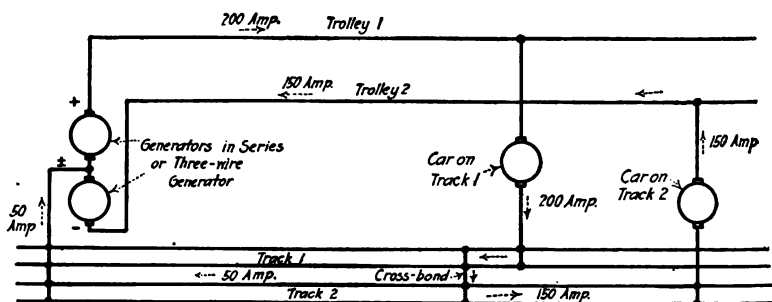 200 Amp.
Trolley 1
150 Amp.
Trolley 2
+
±
-
Generators in Series
or Three-wire
Generator
Car on
Track 1
Car on
Track 2
150 Amp.
50
Amp
200 Amp.
Track 1
50 Amp.
Cross-bond
Track 2
150 Amp.